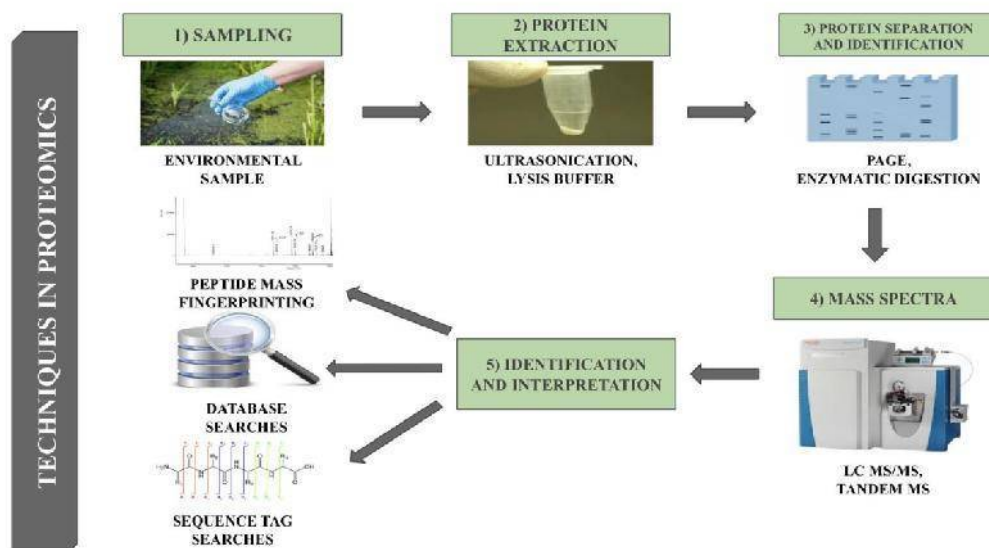 TECHNIQUES IN PROTEOMICS
1) SAMPLING
ENVIRONMENTAL
SAMPLE
2) PROTEIN
EXTRACTION
ULTRASONICATION,
LYSIS BUFFER
3) PROTEIN SEPARATION
AND IDENTIFICATION
PAGE,
ENZYMATIC DIGESTION
4) MASS SPECTRA
LC MS/MS,
TANDEM MS
5) IDENTIFICATION
AND INTERPRETATION
PEPTIDE MASS
FINGERPRINTING
DATABASE
SEARCHES
SEQUENCE TAG
SEARCHES